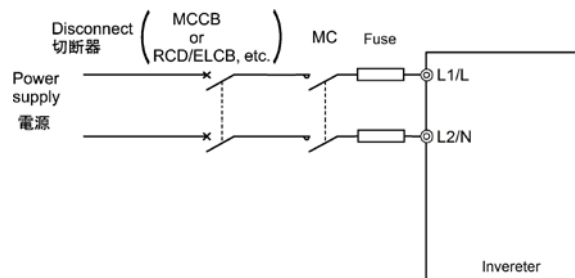 Disconnect
切断器
MCCB
or
RCD/ELCB, etc.
MC
Fuse
Power
supply
電源
L1/L
L2/N
Invereter